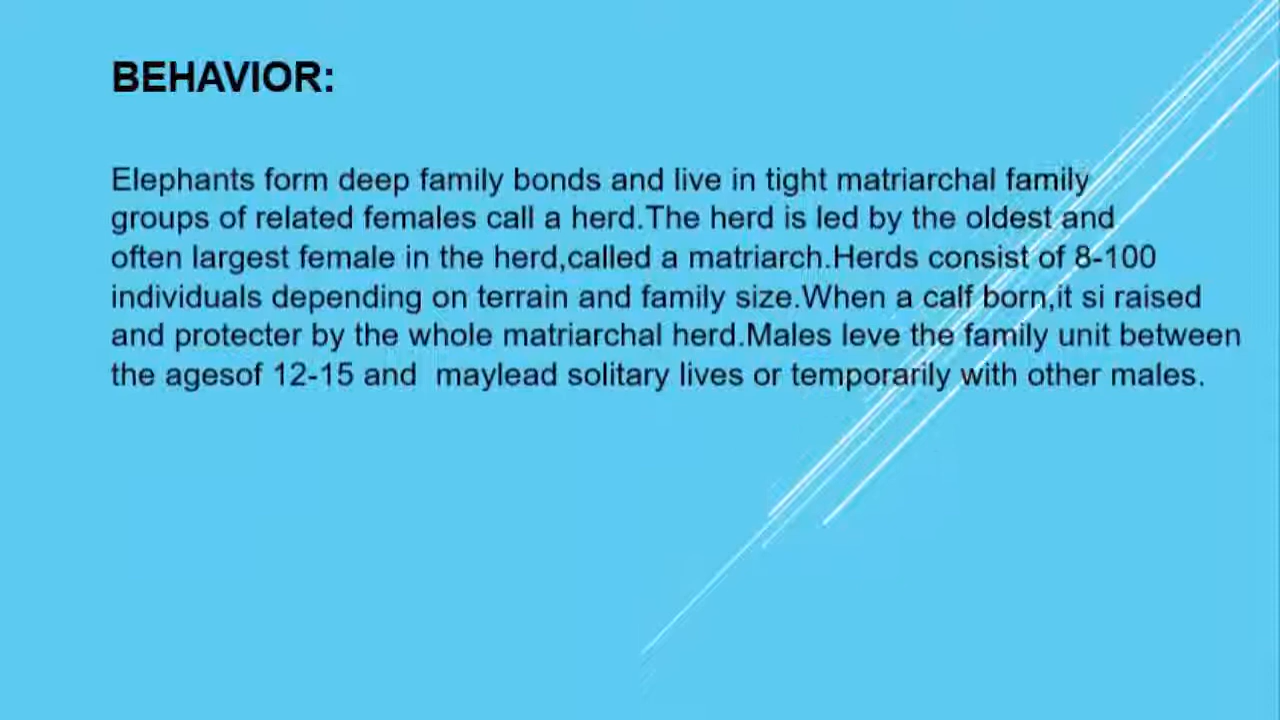 BEHAVIOR:
Elephants form deep family bonds and live in tight matriarchal family
groups of related females call a herd.The herd is led by the oldest and
often largest female in the herd,called a matriarch.Herds consist of 8-100
individuals depending on terrain and family size.When a calf born,it si raised
and protecter by the whole matriarchal herd.Males leve the family unit between
the agesof 12-15 and  maylead solitary lives or temporarily with other males.